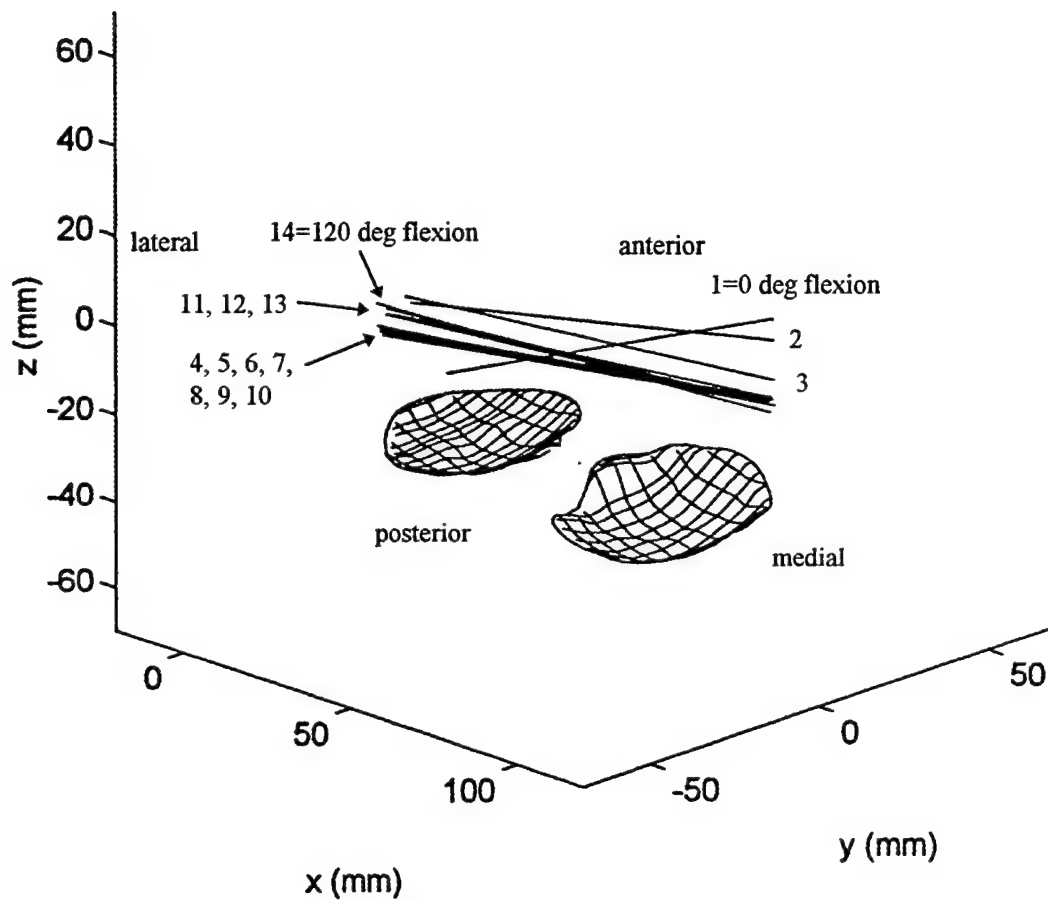 60
40
20
0
-20
-40
-60
z (mm)
lateral
14=120 deg flexion
anterior
11, 12, 13
1=0 deg flexion
2
3
4, 5, 6, 7,
8, 9, 10
posterior
medial
0
50
100
x (mm)
-50
0
50
y (mm)